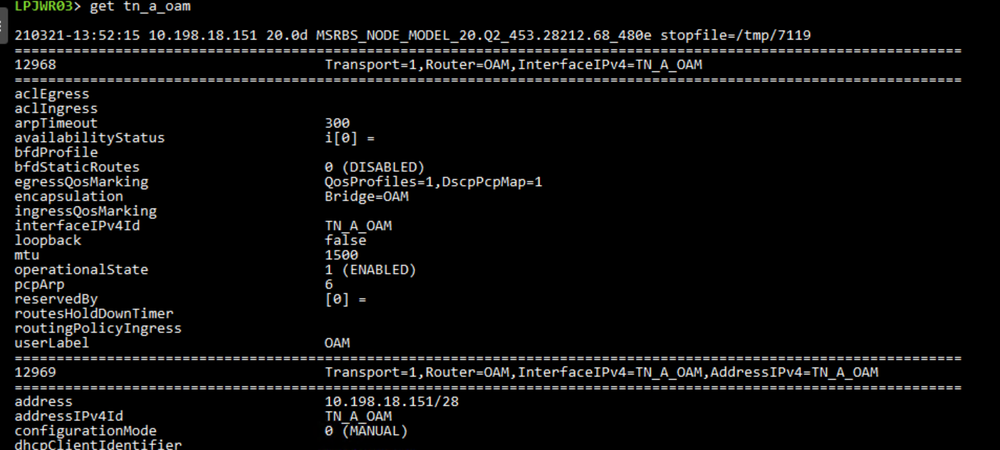 LPJWR03> get tn_a_oam
210321-13:52:15 10.198.18.151 20.0d MSRBS_NODE_MODEL_20.Q2_453.28212.68_480e stopfile=/tmp/7119
=================================================================================================================
12968 Transport=1,Router=OAM,InterfaceIPv4=TN_A_OAM
=================================================================================================================
aclEgress
aclIngress
arpTimeout 300
availabilityStatus i[0] =
bfdProfile
bfdStaticRoutes 0 (DISABLED)
egressQosMarking QosProfiles=1,DscpPcpMap=1
encapsulation Bridge=OAM
ingressQosMarking
interfaceIPv4Id TN_A_OAM
loopback false
mtu 1500
operationalState 1 (ENABLED)
pcpArp 6
reservedBy [0] =
routesHoldDownTimer
routingPolicyIngress
userLabel OAM
=================================================================================================================
12969 Transport=1,Router=OAM,InterfaceIPv4=TN_A_OAM,AddressIPv4=TN_A_OAM
=================================================================================================================
address 10.198.18.151/28
addressIPv4Id TN_A_OAM
configurationMode 0 (MANUAL)
dhcpClientIdentifier